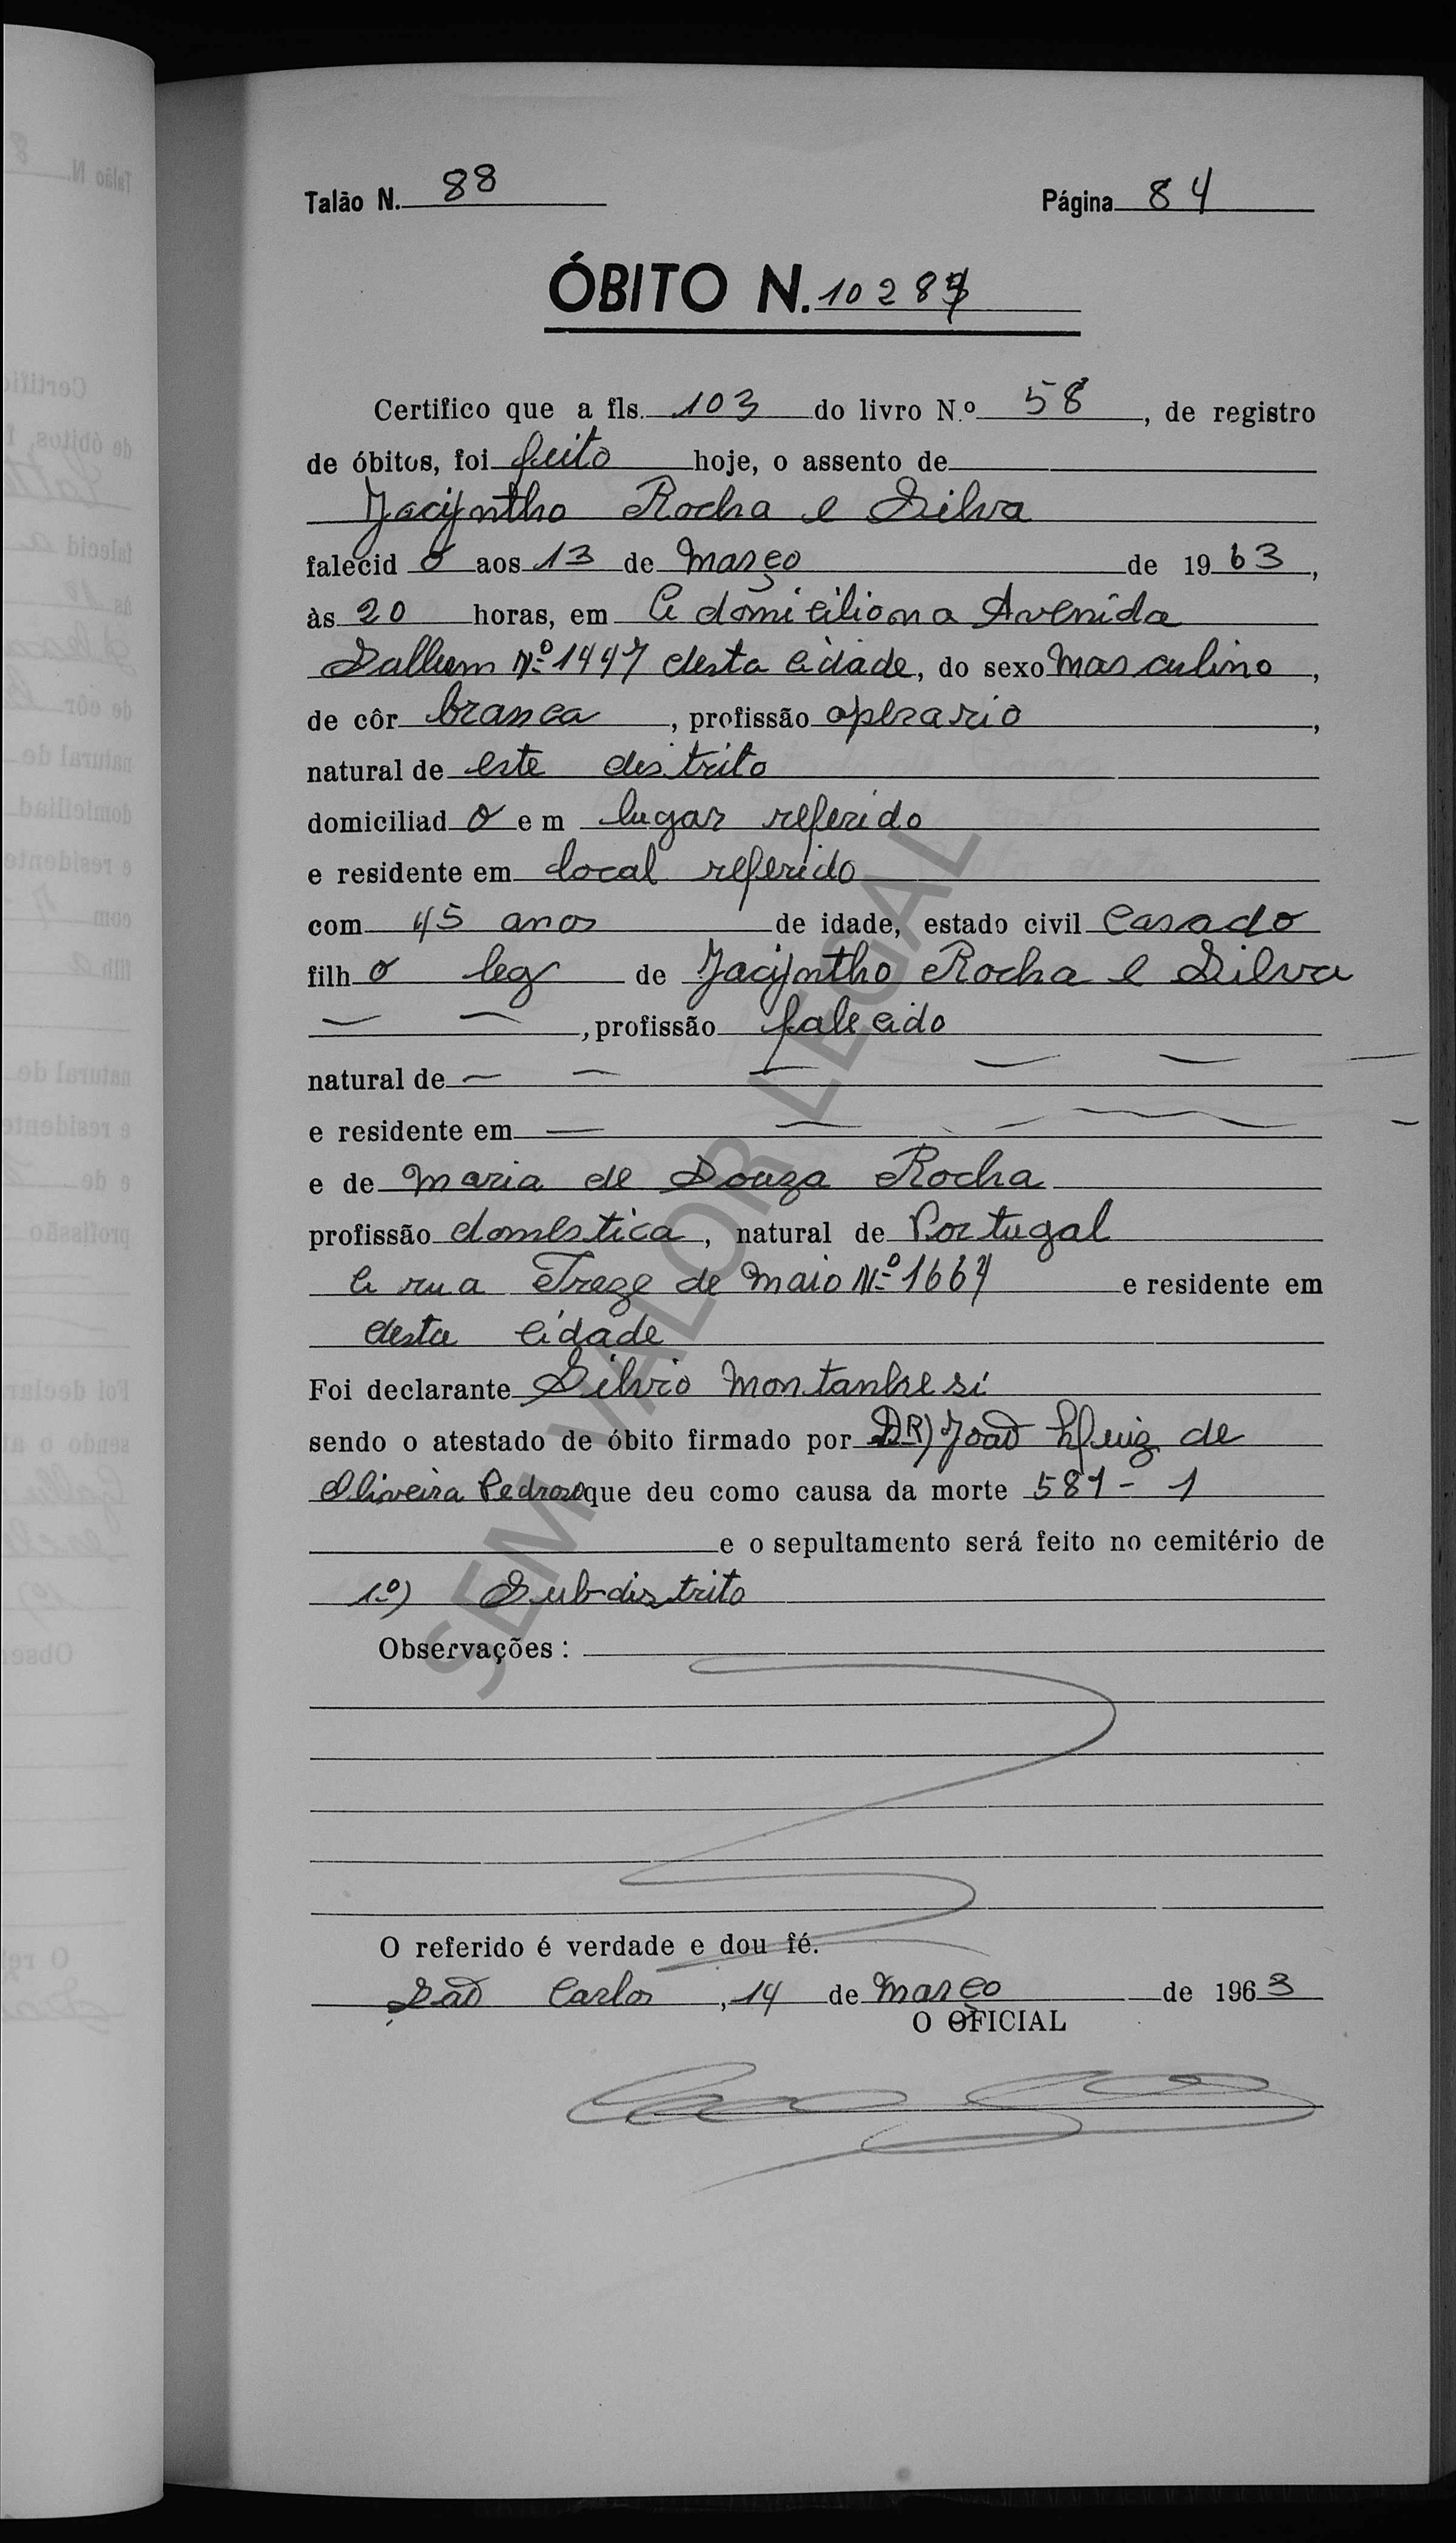 Talão N. 88 Página 84
ÓBITO N. 1028
Certifico que a fls. 103 do livro N.º 58, de registro
de óbitos, foi feito hoje, o assento de
Jacyntho Rocha e Silva
falecid o aos 13 de março de 1963,
às 20 horas, em a domicilio na Avenida
Sallum Nº 1447 desta cidade, do sexo masculino,
de côr branca, profissão operario,
natural de este distrito
domiciliad o em lugar referido
e residente em local referido
com 45 anos de idade, estado civil Casado
filh o leg de Jacyntho Rocha e Silva
— —, profissão falecido
natural de — — — — — —
e residente em — — — — — —
e de Maria de Souza Rocha
profissão domestica, natural de Portugal
a rua Treze de Maio Nº 1664 e residente em
desta cidade
Foi declarante Silvio Montanhesi
sendo o atestado de óbito firmado por DR) João Luiz de
Oliveira que deu como causa da morte 581 - 1
e o sepultamento será feito no cemitério de
1º) Subdistrito
Observações :
O referido é verdade e dou fé.
São Carlos, 14 de março de 1963
O OFICIAL
SEM VALOR LEGAL